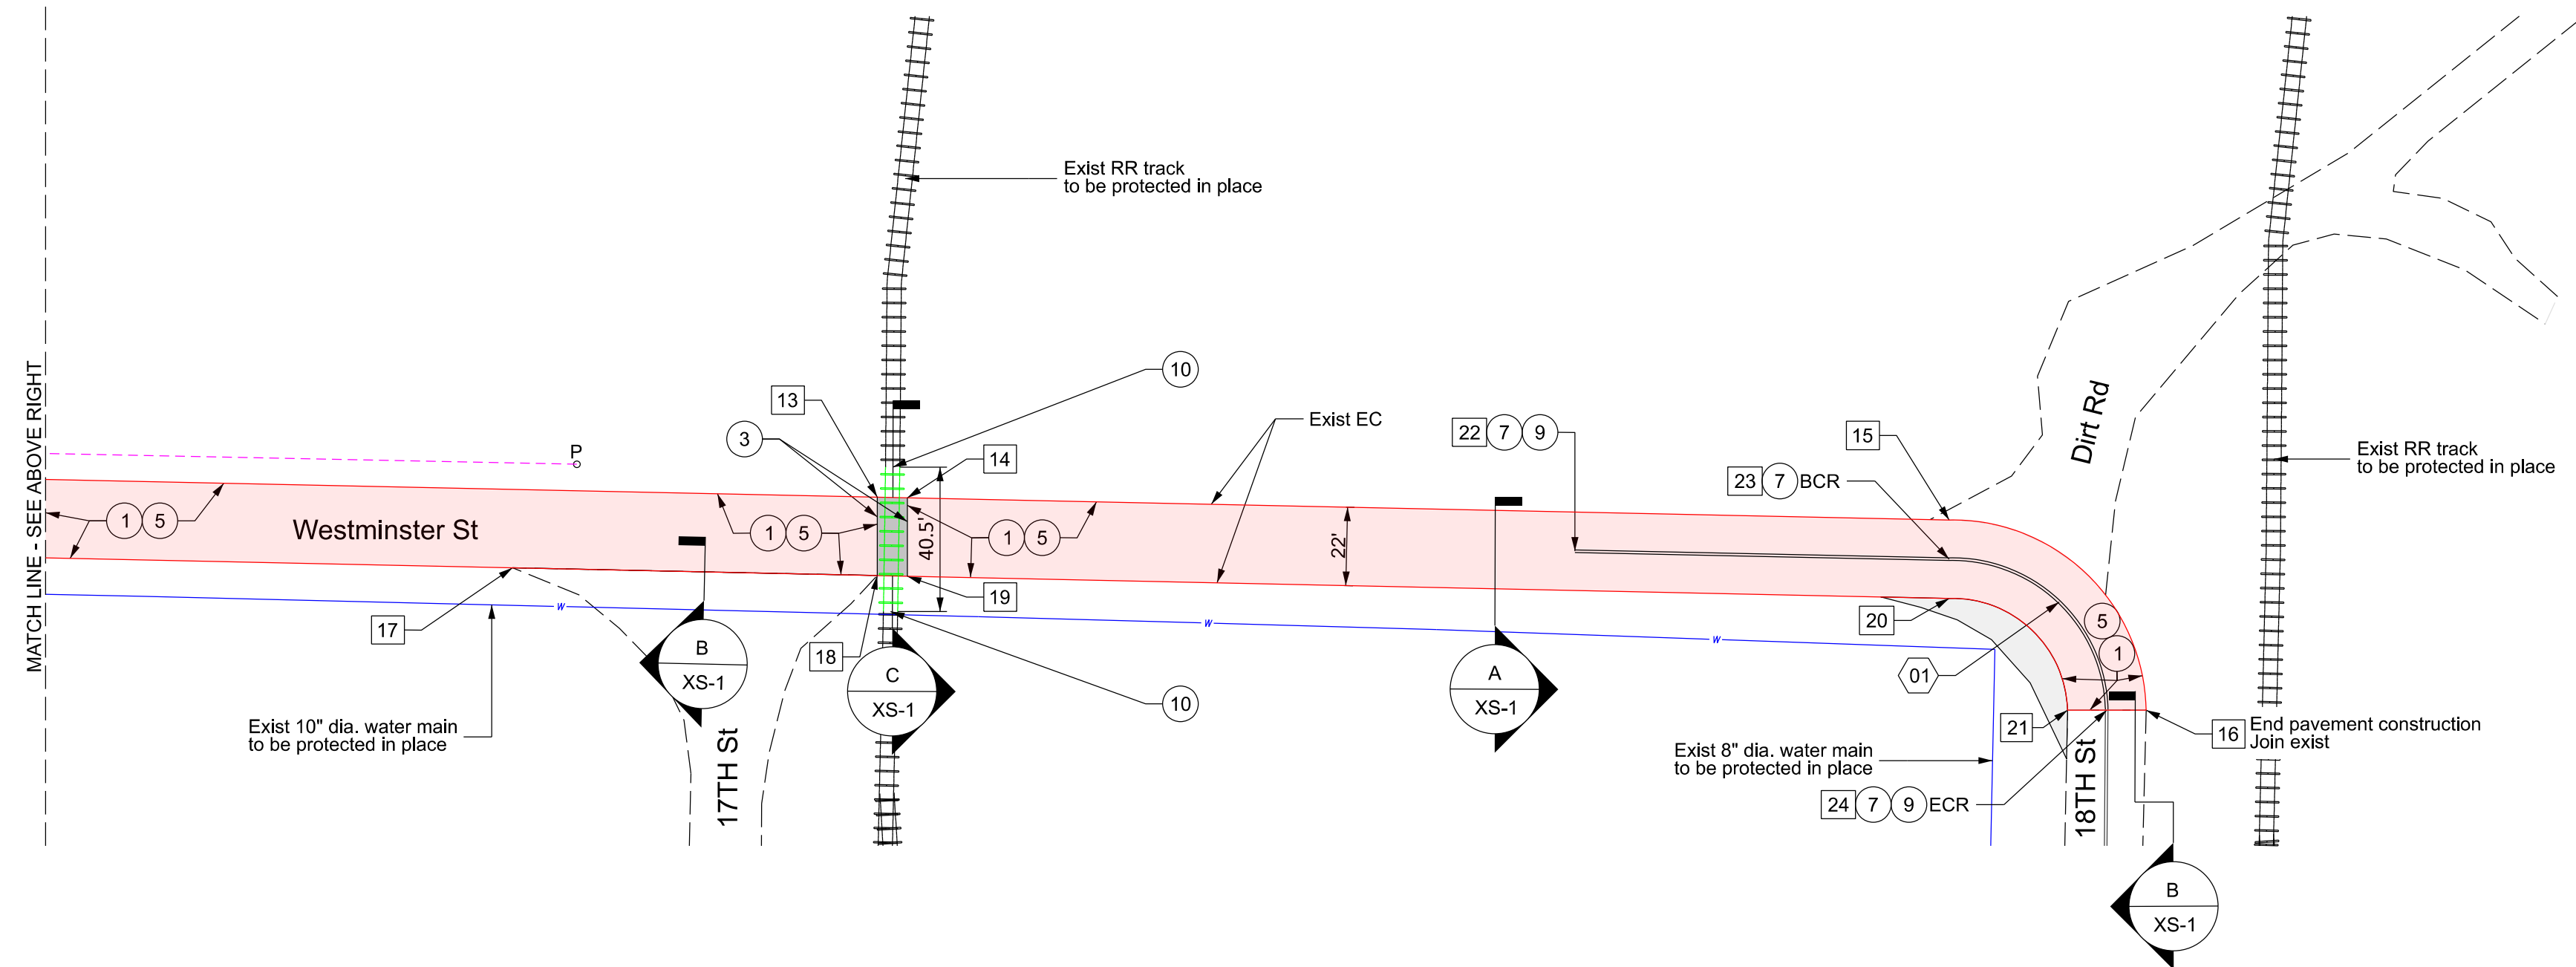 Exist RR track
to be protected in place
MATCH LINE - SEE ABOVE RIGHT
10
13
3
14
Exist EC
22 7 9
15
23 7 BCR
Dirt Rd
Exist RR track
to be protected in place
P
1 5
Westminster St
1 5
40.5'
1 5
22'
W
17
18
19
W
W
20
5
1
01
B
XS-1
C
XS-1
10
A
XS-1
Exist 10" dia. water main
to be protected in place
17TH St
21
16
End pavement construction
Join exist
Exist 8" dia. water main
to be protected in place
24 7 9 ECR
18TH St
B
XS-1